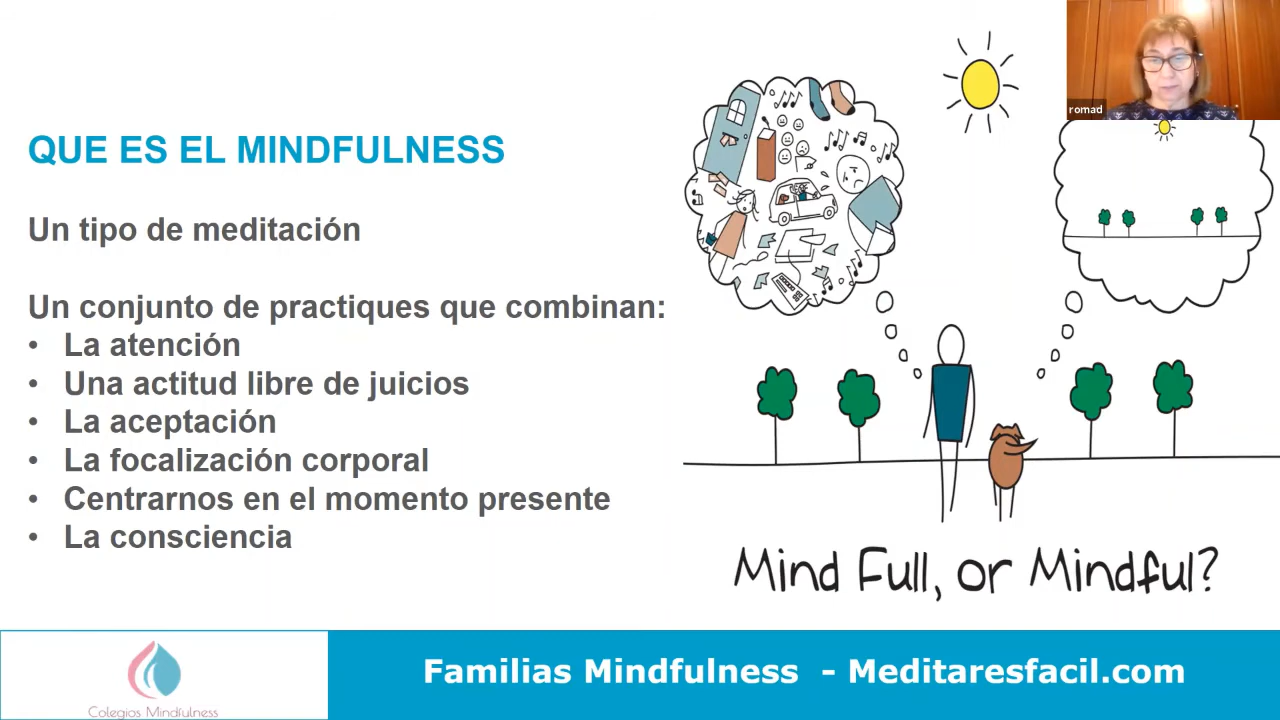 romad
QUE ES EL MINDFULNESS
Un tipo de meditación
Un conjunto de practiques que combinan:
• La atención
• Una actitud libre de juicios
• La aceptación
• La focalización corporal
• Centrarnos en el momento presente
• La consciencia
Mind Full, or Mindful?
Colegios Mindfulness
Familias Mindfulness - Meditaresfacil.com